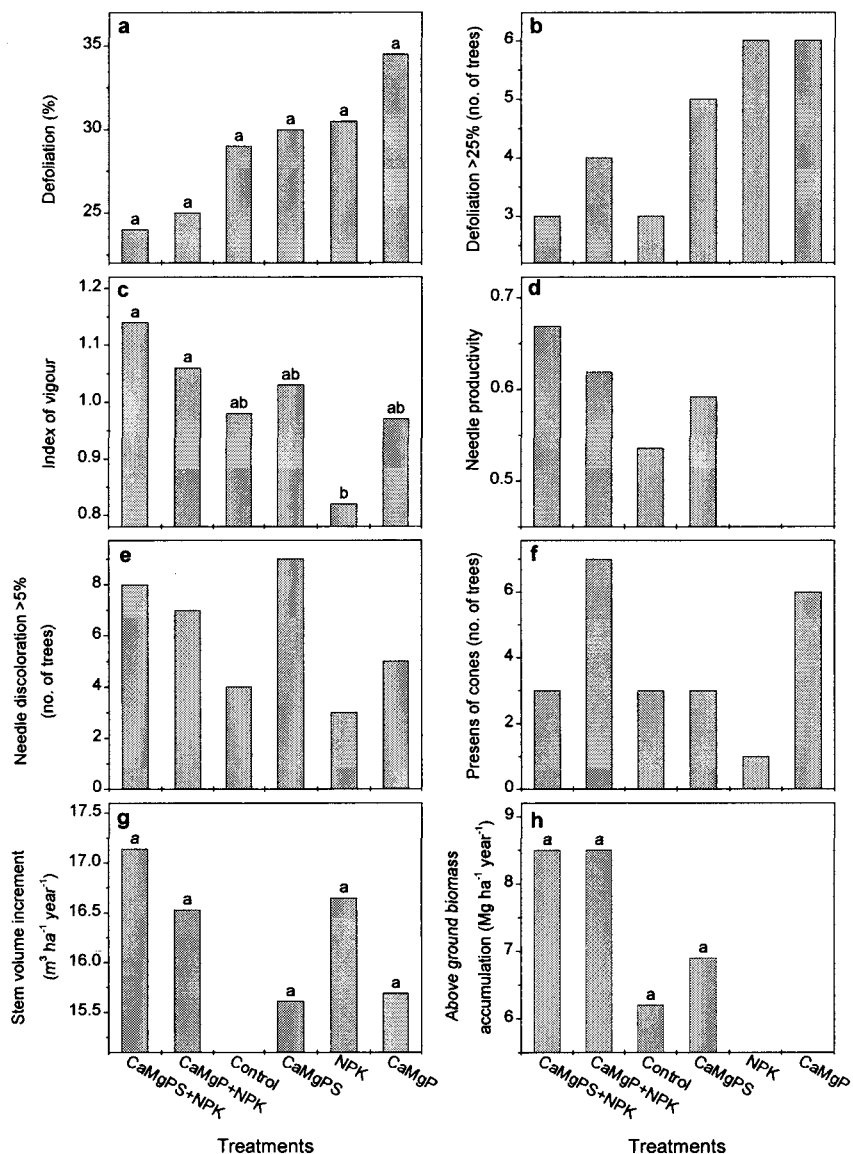 a
35
30
25
Defoliation (%)
a
a
a
a
a
a
b
6
5
4
3
Defoliation >25% (no. of trees)
c
1.2
1.1
1.0
0.9
0.8
Index of vigour
a
a
ab
ab
b
ab
d
0.7
0.6
0.5
Needle productivity
e
8
6
4
2
0
Needle discoloration >5%
(no. of trees)
f
6
4
2
0
Presens of cones (no. of trees)
g
17.5
17.0
16.5
16.0
15.5
Stem volume increment
(m³ ha⁻¹ year⁻¹)
a
a
a
a
a
h
9
8
7
6
Above ground biomass
accumulation (Mg ha⁻¹ year⁻¹)
a
a
a
a
CaMgPS+NPK
CaMgP+NPK
Control
CaMgPS
NPK
CaMgP
Treatments
CaMgPS+NPK
CaMgP+NPK
Control
CaMgPS
NPK
CaMgP
Treatments